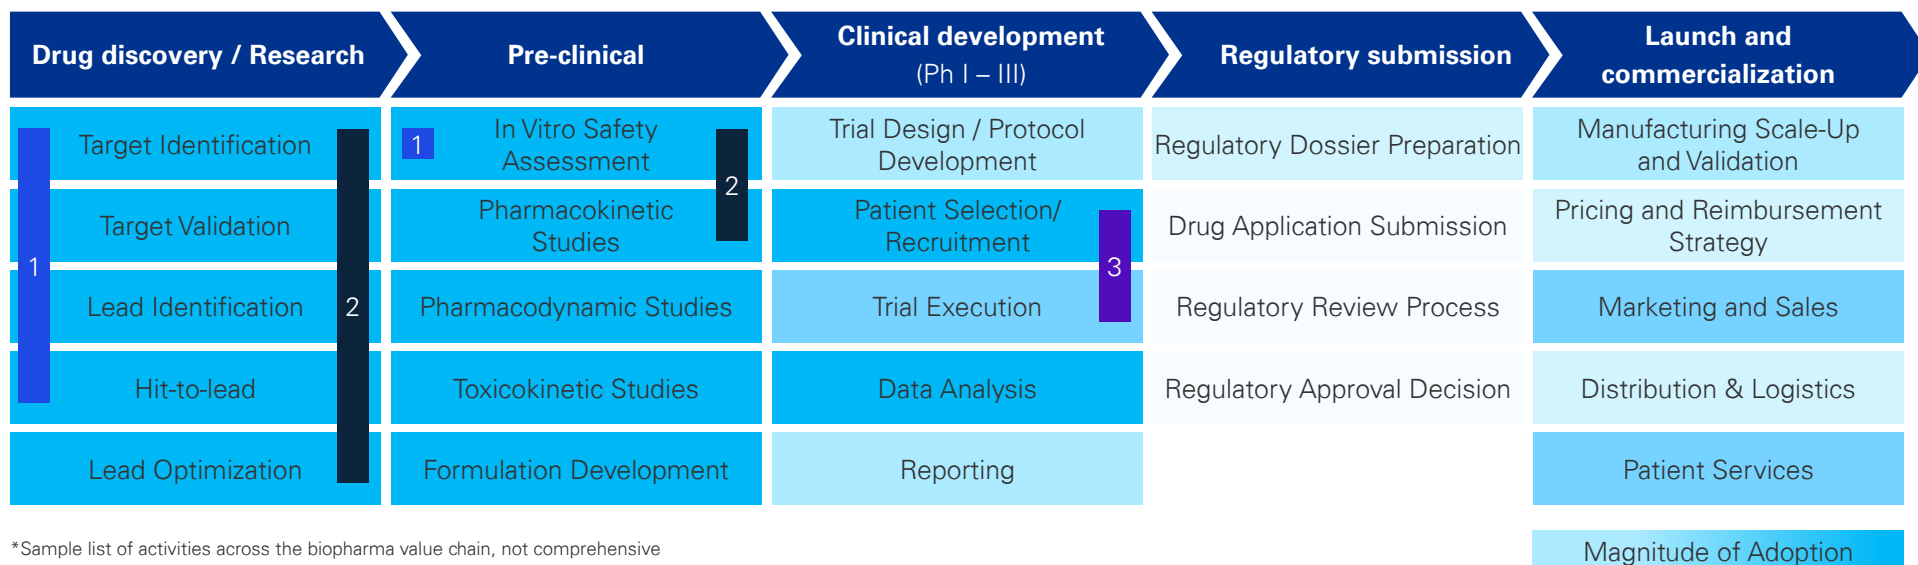 Drug discovery / Research
Pre-clinical
Clinical development
(Ph I – III)
Regulatory submission
Launch and
commercialization
1
Target Identification
Target Validation
Lead Identification
Hit-to-lead
Lead Optimization
2
1
In Vitro Safety
Assessment
2
Pharmacokinetic
Studies
Pharmacodynamic Studies
Toxicokinetic Studies
Formulation Development
Trial Design / Protocol
Development
Patient Selection/
Recruitment
3
Trial Execution
Data Analysis
Reporting
Regulatory Dossier Preparation
Drug Application Submission
Regulatory Review Process
Regulatory Approval Decision
Manufacturing Scale-Up
and Validation
Pricing and Reimbursement
Strategy
Marketing and Sales
Distribution & Logistics
Patient Services
*Sample list of activities across the biopharma value chain, not comprehensive
Magnitude of Adoption